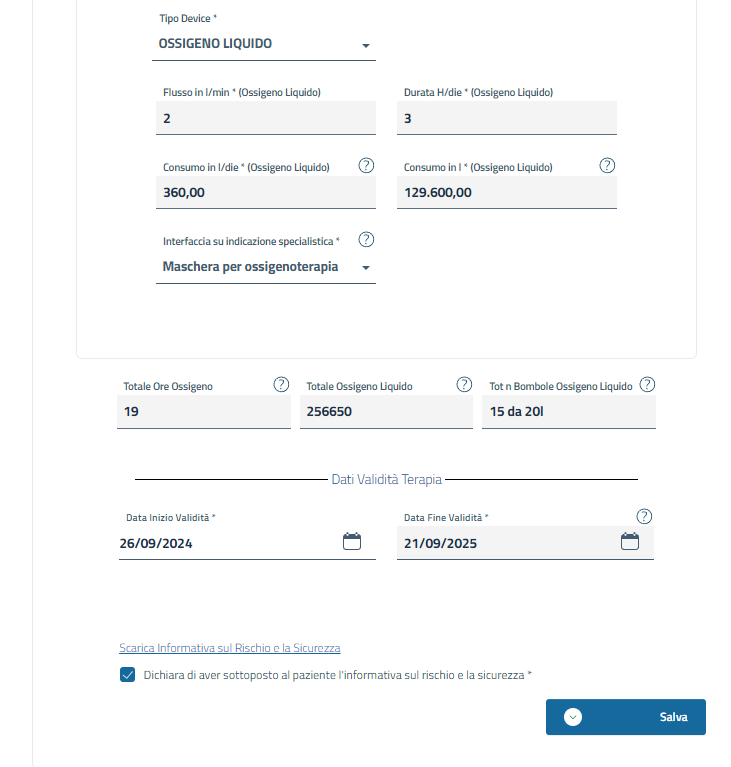 Tipo Device *
OSSIGENO LIQUIDO
Flusso in l/min * (Ossigeno Liquido) Durata H/die * (Ossigeno Liquido)
2 3
Consumo in l/die * (Ossigeno Liquido) ? Consumo in l * (Ossigeno Liquido) ?
360,00 129.600,00
Interfaccia su indicazione specialistica * ?
Maschera per ossigenoterapia
Totale Ore Ossigeno ? Totale Ossigeno Liquido ? Tot n Bombole Ossigeno Liquido ?
19 256650 15 da 20l
Dati Validità Terapia
Data Inizio Validità * Data Fine Validità * ?
26/09/2024 21/09/2025
Scarica Informativa sul Rischio e la Sicurezza
Dichiara di aver sottoposto al paziente l'informativa sul rischio e la sicurezza *
Salva